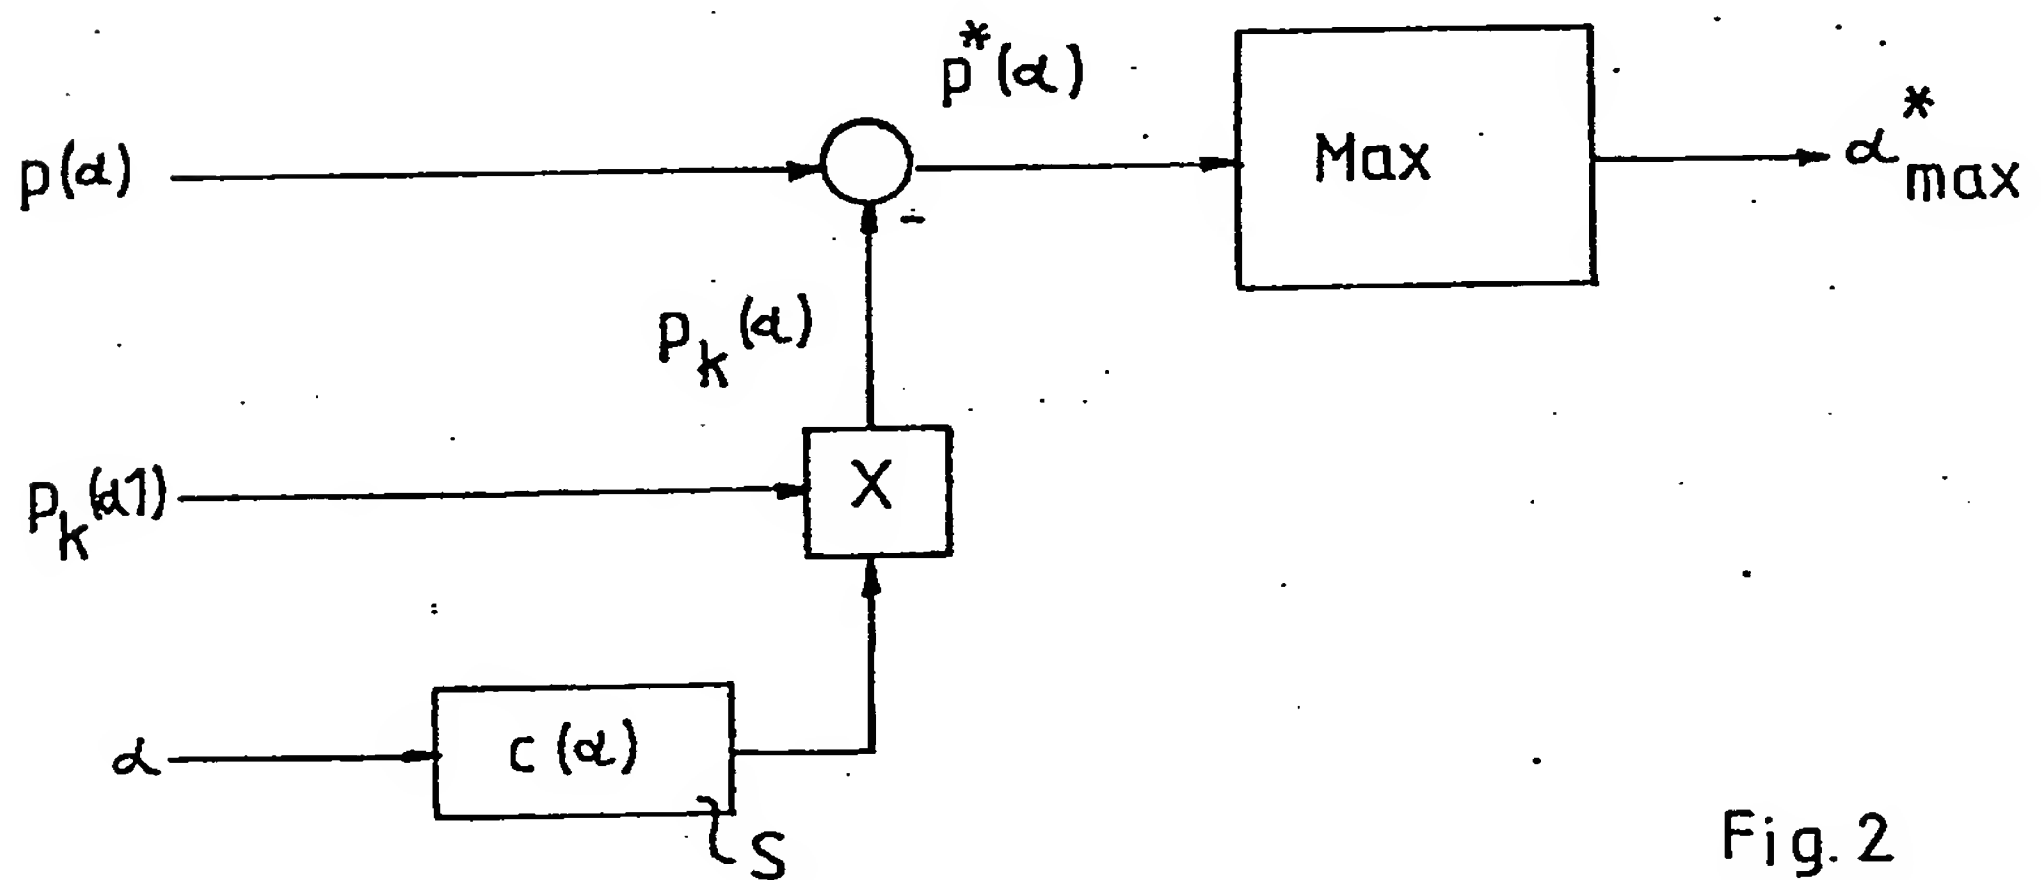 p*(α)
p(α)
Max
α*max
-
pk(α)
pk(α1)
X
α
c(α)
S
Fig. 2